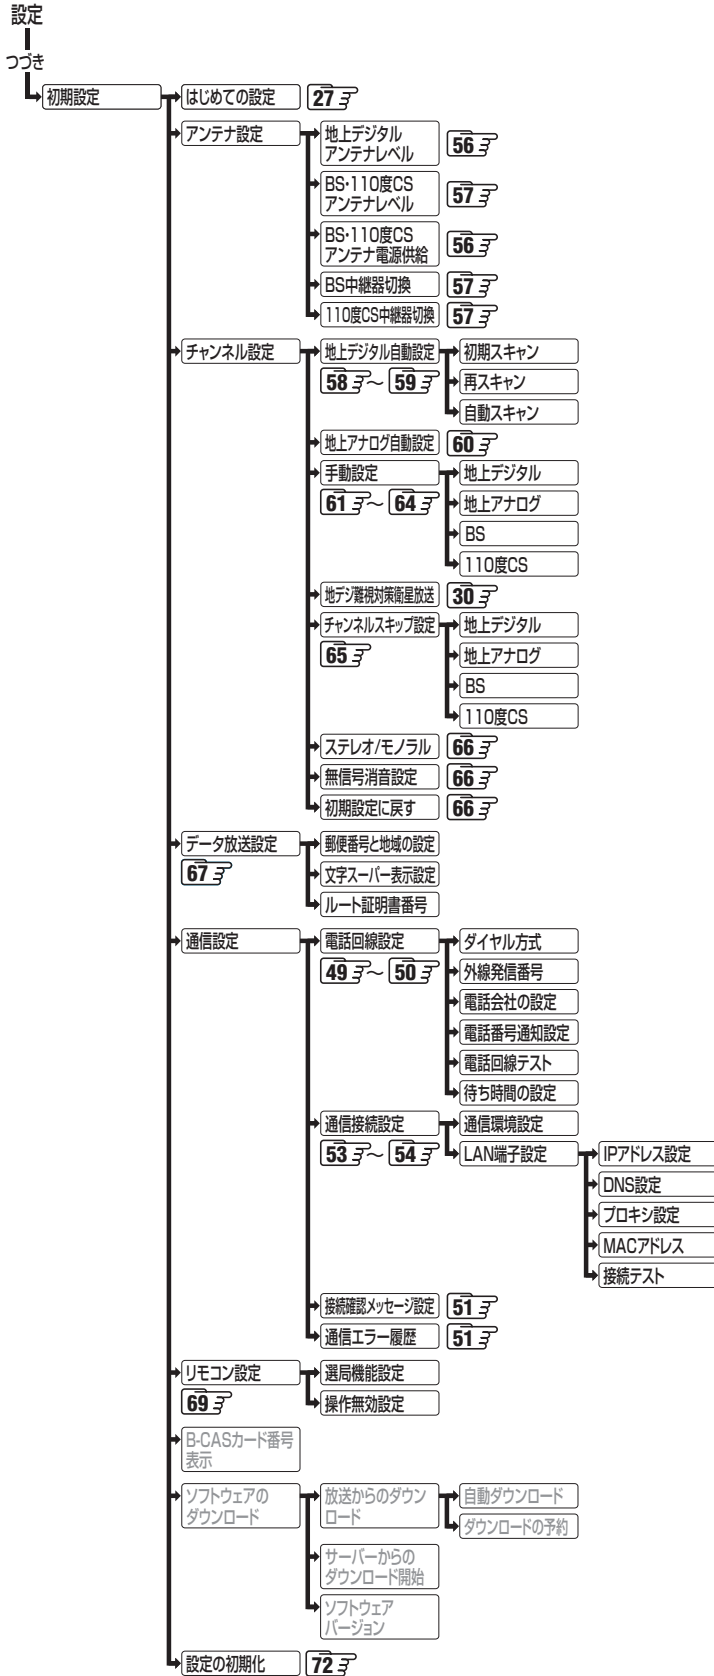 設定
つづき
初期設定
はじめての設定 27
アンテナ設定
地上デジタル
アンテナレベル 56
BS・110度CS
アンテナレベル 57
BS・110度CS
アンテナ電源供給 56
BS中継器切換 57
110度CS中継器切換 57
チャンネル設定
地上デジタル自動設定
58 〜 59
初期スキャン
再スキャン
自動スキャン
地上アナログ自動設定 60
手動設定
61 〜 64
地上デジタル
地上アナログ
BS
110度CS
地デジ難視対策衛星放送 30
チャンネルスキップ設定
65
地上デジタル
地上アナログ
BS
110度CS
ステレオ/モノラル 66
無信号消音設定 66
初期設定に戻す 66
データ放送設定
67
郵便番号と地域の設定
文字スーパー表示設定
ルート証明書番号
通信設定
電話回線設定
49 〜 50
ダイヤル方式
外線発信番号
電話会社の設定
電話番号通知設定
電話回線テスト
待ち時間の設定
通信接続設定
53 〜 54
通信環境設定
LAN端子設定
IPアドレス設定
DNS設定
プロキシ設定
MACアドレス
接続テスト
接続確認メッセージ設定 51
通信エラー履歴 51
リモコン設定
69
選局機能設定
操作無効設定
B-CASカード番号
表示
ソフトウェアの
ダウンロード
放送からのダウン
ロード
自動ダウンロード
ダウンロードの予約
サーバーからの
ダウンロード開始
ソフトウェア
バージョン
設定の初期化 72